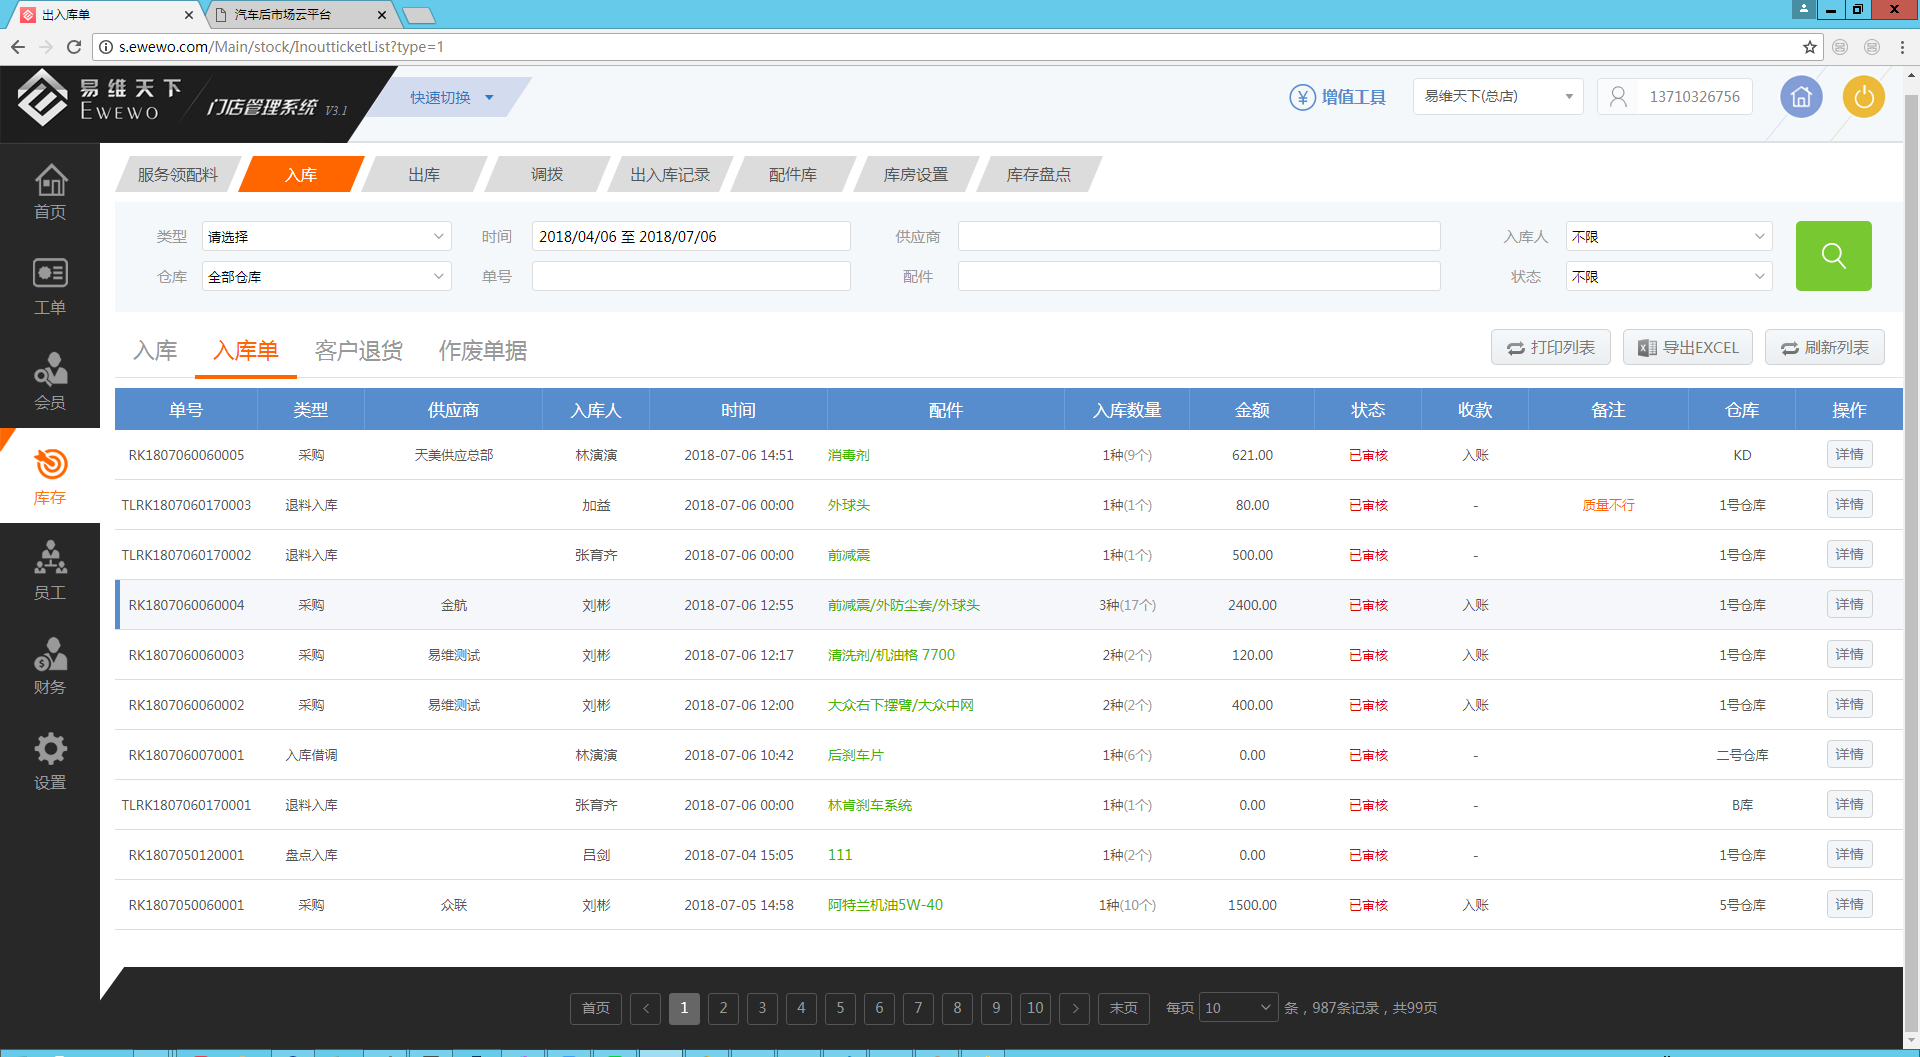 出入库单
汽车后市场云平台
s.ewewo.com/Main/stock/InoutticketList?type=1
易维天下
EWEWO
门店管理系统 V3.1
快速切换
增值工具
易维天下(总店)
13710326756
首页
工单
会员
库存
员工
财务
设置
服务领配料 入库 出库 调拨 出入库记录 配件库 库房设置 库存盘点
类型 请选择 时间 2018/04/06 至 2018/07/06 供应商 入库人 不限
仓库 全部仓库 单号 配件 状态 不限
入库 入库单 客户退货 作废单据 打印列表 导出EXCEL 刷新列表
单号 类型 供应商 入库人 时间 配件 入库数量 金额 状态 收款 备注 仓库 操作
RK1807060060005 采购 天美供应总部 林演演 2018-07-06 14:51 消毒剂 1种(9个) 621.00 已审核 入账 KD 详情
TLRK1807060170003 退料入库 加益 2018-07-06 00:00 外球头 1种(1个) 80.00 已审核 - 质量不行 1号仓库 详情
TLRK1807060170002 退料入库 张育齐 2018-07-06 00:00 前减震 1种(1个) 500.00 已审核 - 1号仓库 详情
RK1807060060004 采购 金航 刘彬 2018-07-06 12:55 前减震/外防尘套/外球头 3种(17个) 2400.00 已审核 入账 1号仓库 详情
RK1807060060003 采购 易维测试 刘彬 2018-07-06 12:17 清洗剂/机油格 7700 2种(2个) 120.00 已审核 入账 1号仓库 详情
RK1807060060002 采购 易维测试 刘彬 2018-07-06 12:00 大众右下摆臂/大众中网 2种(2个) 400.00 已审核 入账 1号仓库 详情
RK1807060070001 入库借调 林演演 2018-07-06 10:42 后刹车片 1种(6个) 0.00 已审核 - 二号仓库 详情
TLRK1807060170001 退料入库 张育齐 2018-07-06 00:00 林肯刹车系统 1种(1个) 0.00 已审核 - B库 详情
RK1807050120001 盘点入库 吕剑 2018-07-04 15:05 111 1种(2个) 0.00 已审核 - 1号仓库 详情
RK1807050060001 采购 众联 刘彬 2018-07-05 14:58 阿特兰机油5W-40 1种(10个) 1500.00 已审核 入账 5号仓库 详情
首页 < 1 2 3 4 5 6 7 8 9 10 > 末页 每页 10 条，987条记录，共99页